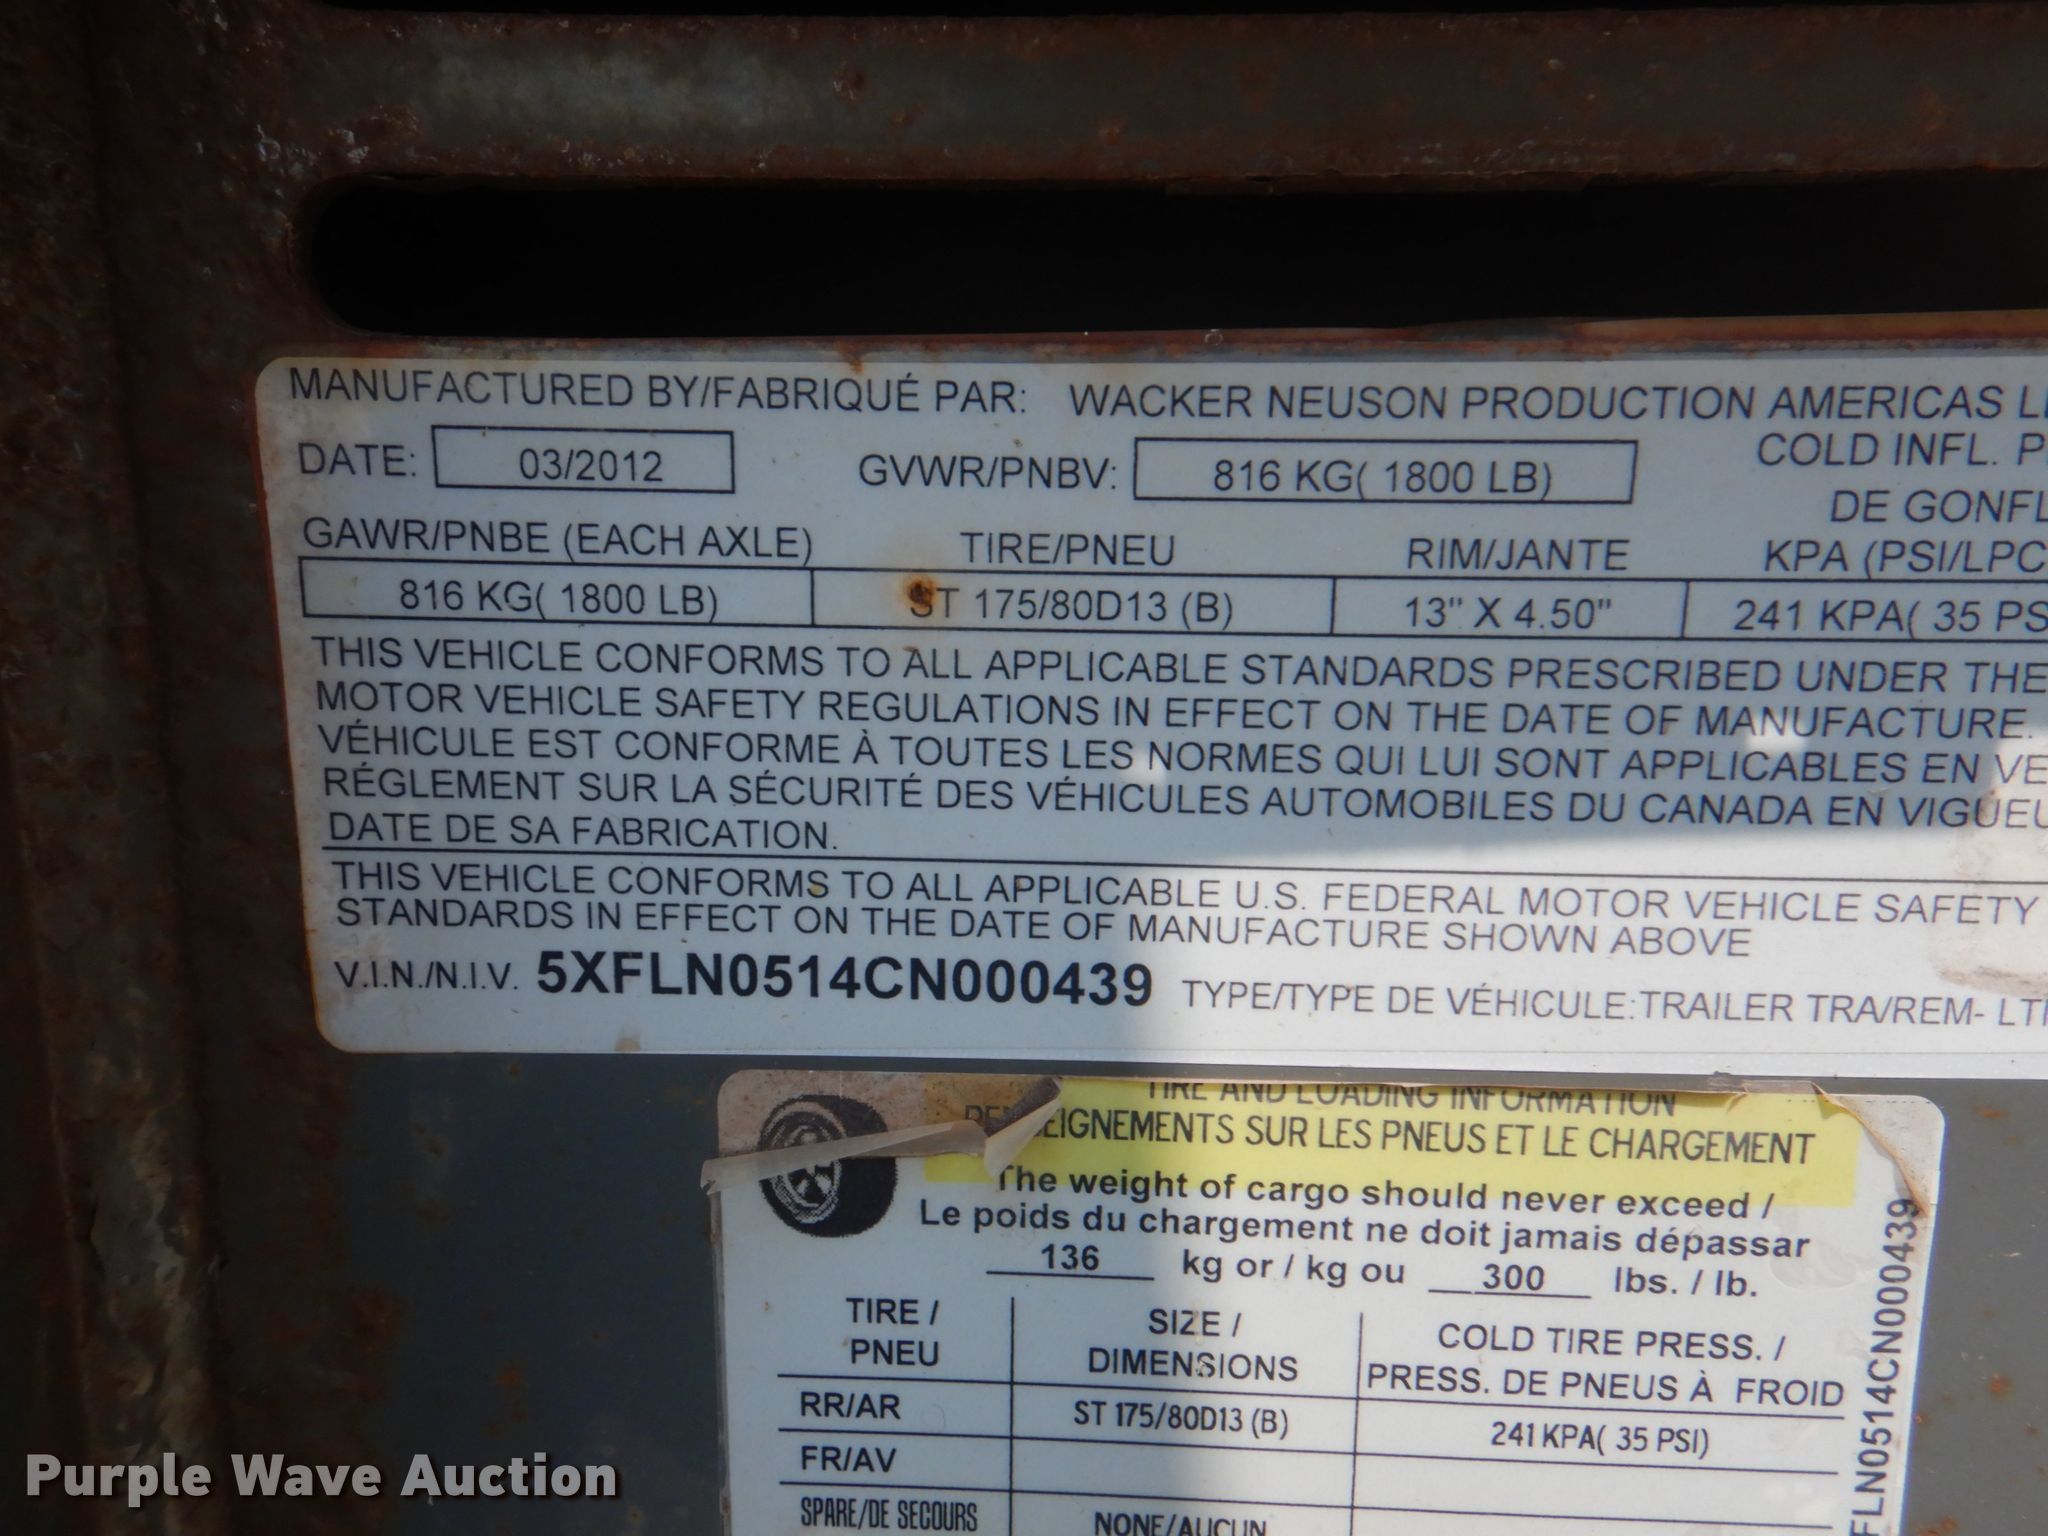 MANUFACTURED BY/FABRIQUÉ PAR: WACKER NEUSON PRODUCTION AMERICAS
DATE: 03/2012 GVWR/PNBV: 816 KG( 1800 LB) COLD INFL.
DE
GAWR/PNBE (EACH AXLE) TIRE/PNEU RIM/JANTE KPA (PSI/LPC
816 KG( 1800 LB) ST 175/80D13 (B) 13" X 4.50" 241 KPA( 35 PS
THIS VEHICLE CONFORMS TO ALL APPLICABLE STANDARDS PRESCRIBED UNDER THE
MOTOR VEHICLE SAFETY REGULATIONS IN EFFECT ON THE DATE OF MANUFACTURE.
VÉHICULE EST CONFORME À TOUTES LES NORMES QUI LUI SONT APPLICABLES EN
RÉGLEMENT SUR LA SÉCURITÉ DES VÉHICULES AUTOMOBILES DU CANADA EN
DATE DE SA FABRICATION.
THIS VEHICLE CONFORMS TO ALL APPLICABLE U.S. FEDERAL MOTOR VEHICLE SAFETY
STANDARDS IN EFFECT ON THE DATE OF MANUFACTURE SHOWN ABOVE
V.I.N./N.I.V. 5XFLN0514CN000439 TYPE/TYPE DE VÉHICULE:TRAILER TRA/REM-
TIRE AND LOADING INFORMATION
SUR LES PNEUS ET LE CHARGEMENT
The weight of cargo should never exceed /
Le poids du chargement ne doit jamais dépassar
136 kg or / kg ou 300 lbs. / lb.
TIRE / SIZE / COLD TIRE PRESS. /
PNEU DIMENSIONS PRESS. DE PNEUS À FROID
RR/AR ST 175/80D13 (B) 241 KPA( 35 PSI)
FR/AV
SPARE/DE SECOURS NONE/AUCUN
FLN0514CN000439
Purple Wave Auction